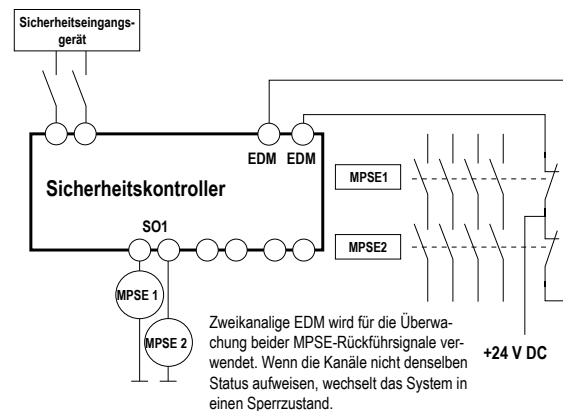 Sicherheitseingangs-
gerät
EDM EDM
Sicherheitskontroller
MPSE1
SO1
MPSE2
MPSE 1
MPSE 2
Zweikanalige EDM wird für die Überwa-
chung beider MPSE-Rückführsignale ver-
wendet. Wenn die Kanäle nicht denselben
Status aufweisen, wechselt das System in
einen Sperrzustand.
+24 V DC